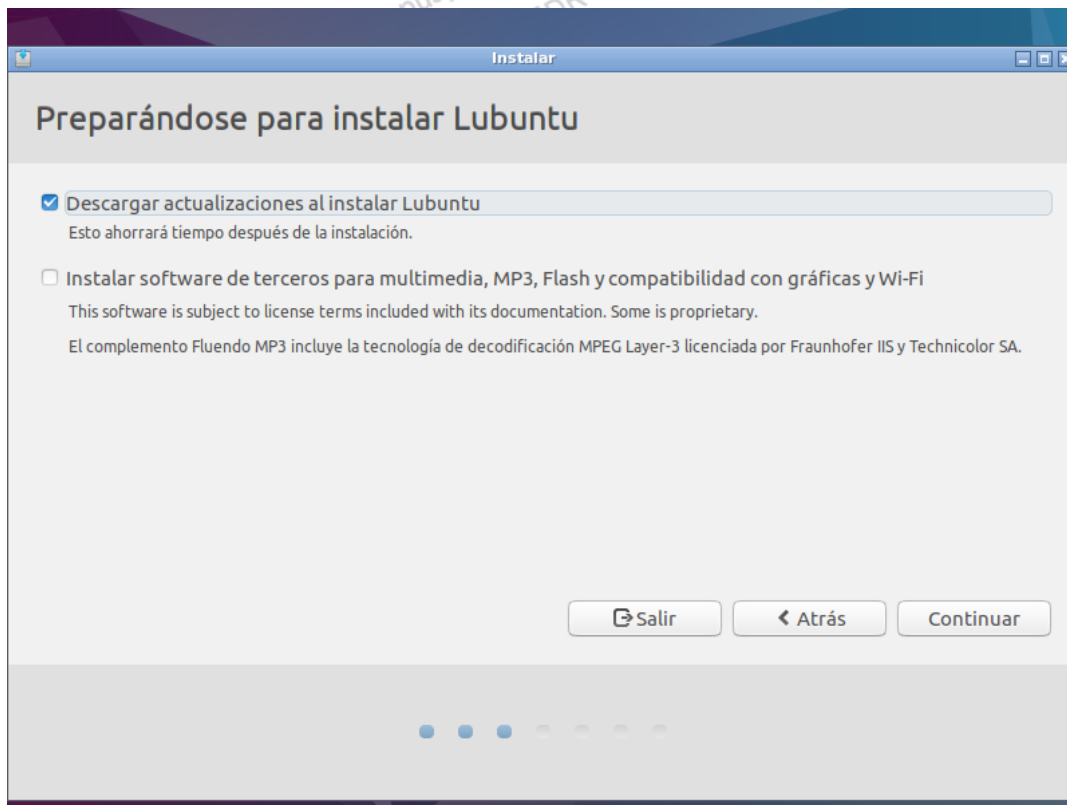 Instalar
Preparándose para instalar Lubuntu
Descargar actualizaciones al instalar Lubuntu
Esto ahorrará tiempo después de la instalación.
Instalar software de terceros para multimedia, MP3, Flash y compatibilidad con gráficas y Wi-Fi
This software is subject to license terms included with its documentation. Some is proprietary.
El complemento Fluendo MP3 incluye la tecnología de decodificación MPEG Layer-3 licenciada por Fraunhofer IIS y Technicolor SA.
Salir Atrás Continuar